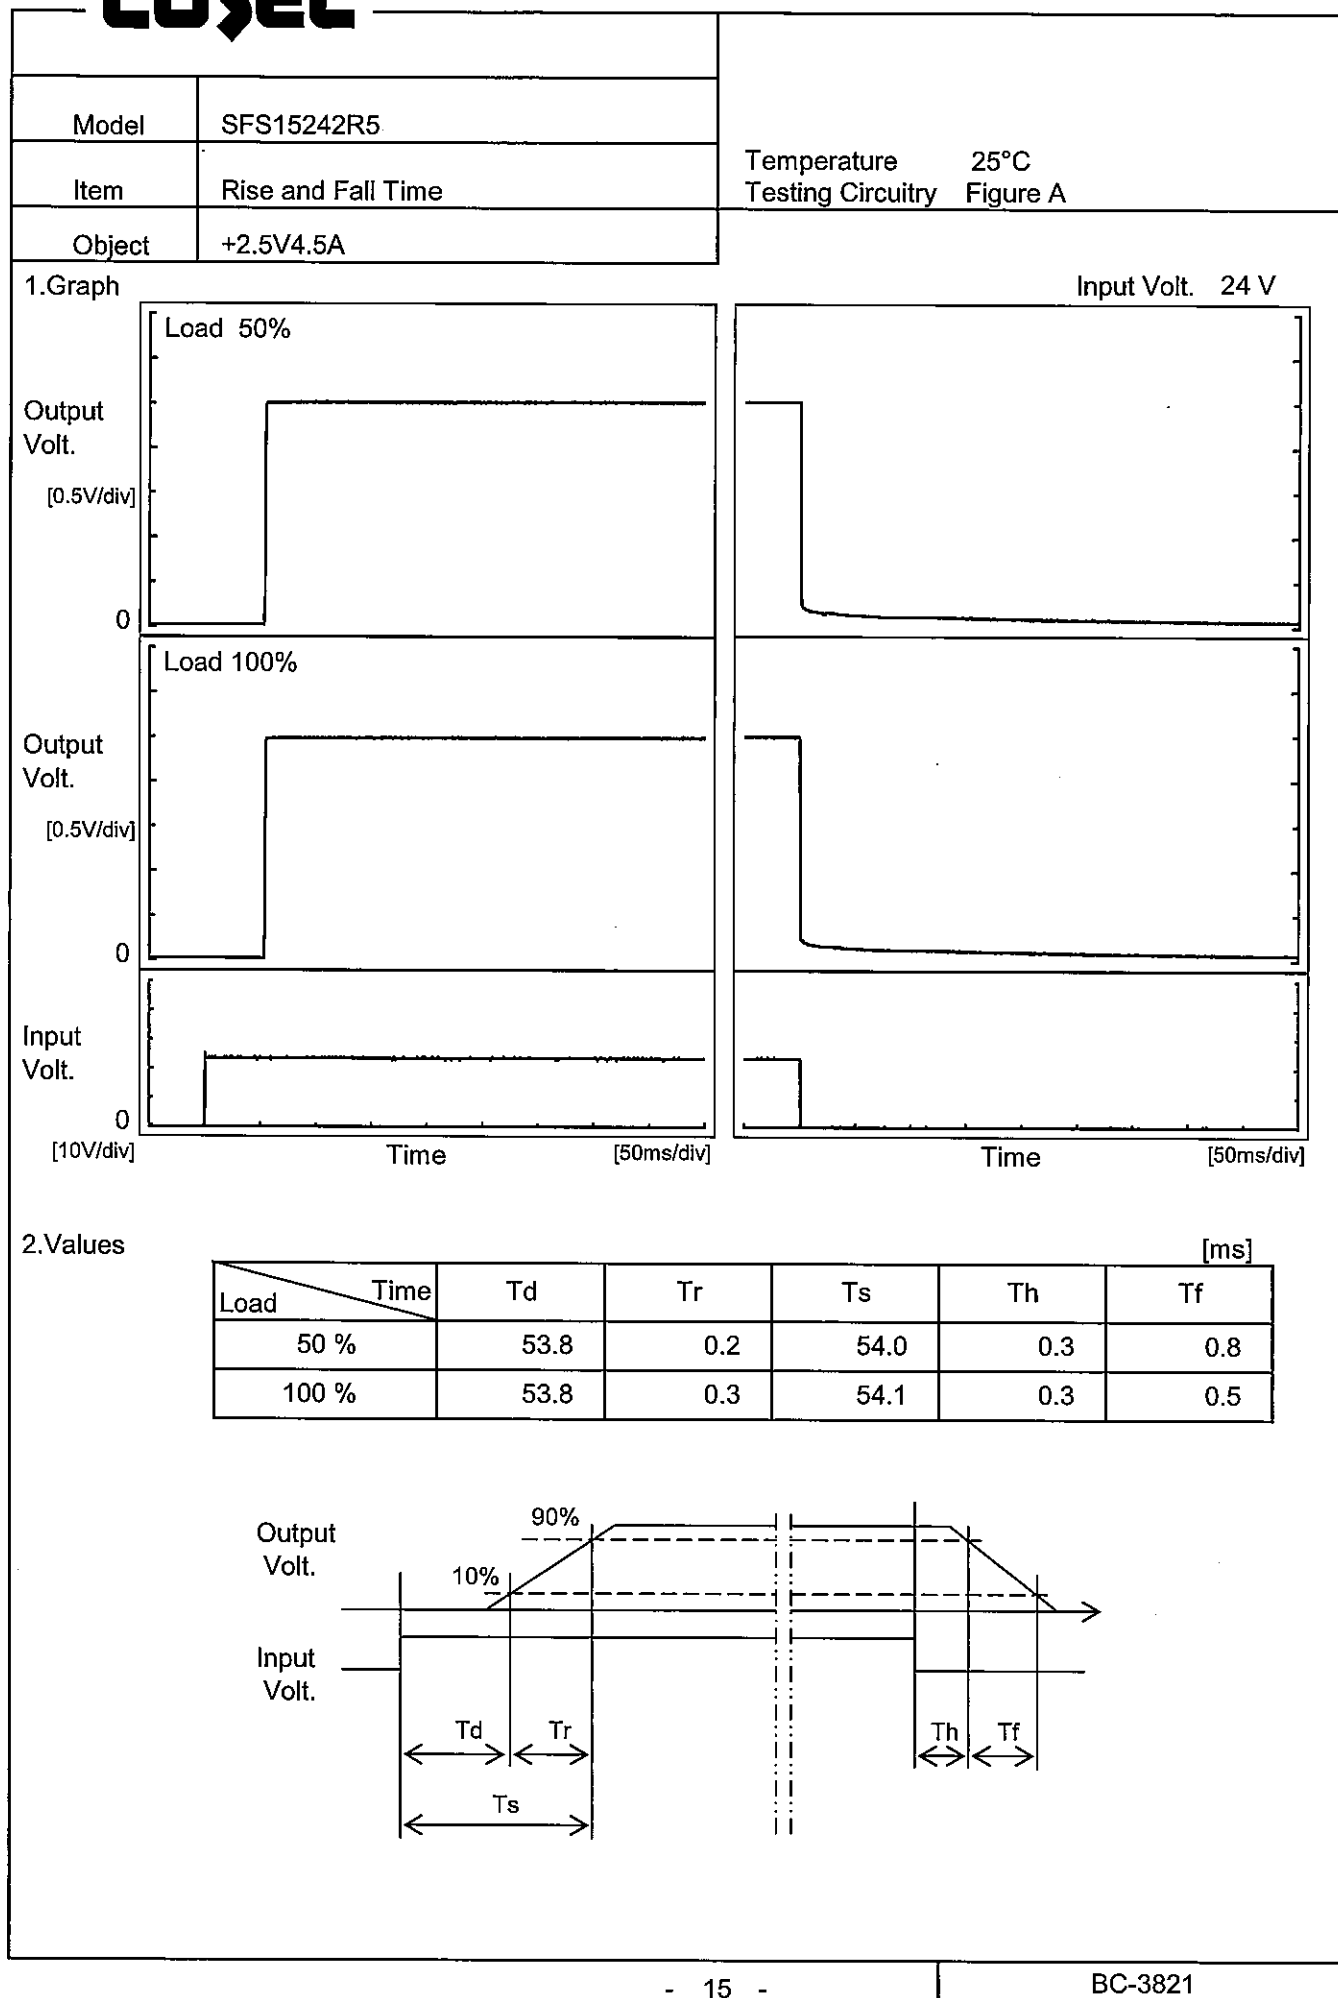 COSEL
Model SFS15242R5
Temperature 25°C
Item Rise and Fall Time
Testing Circuitry Figure A
Object +2.5V4.5A
1.Graph
Input Volt. 24 V
Load 50%
Output
Volt.
[0.5V/div]
0
Load 100%
Output
Volt.
[0.5V/div]
0
Input
Volt.
0
[10V/div]
Time
[50ms/div]
Time
[50ms/div]
2.Values
[ms]
Time
Load
Td Tr Ts Th Tf
50 % 53.8 0.2 54.0 0.3 0.8
100 % 53.8 0.3 54.1 0.3 0.5
Output
Volt.
90%
10%
Input
Volt.
Td Tr Th Tf
Ts
- 15 -
BC-3821